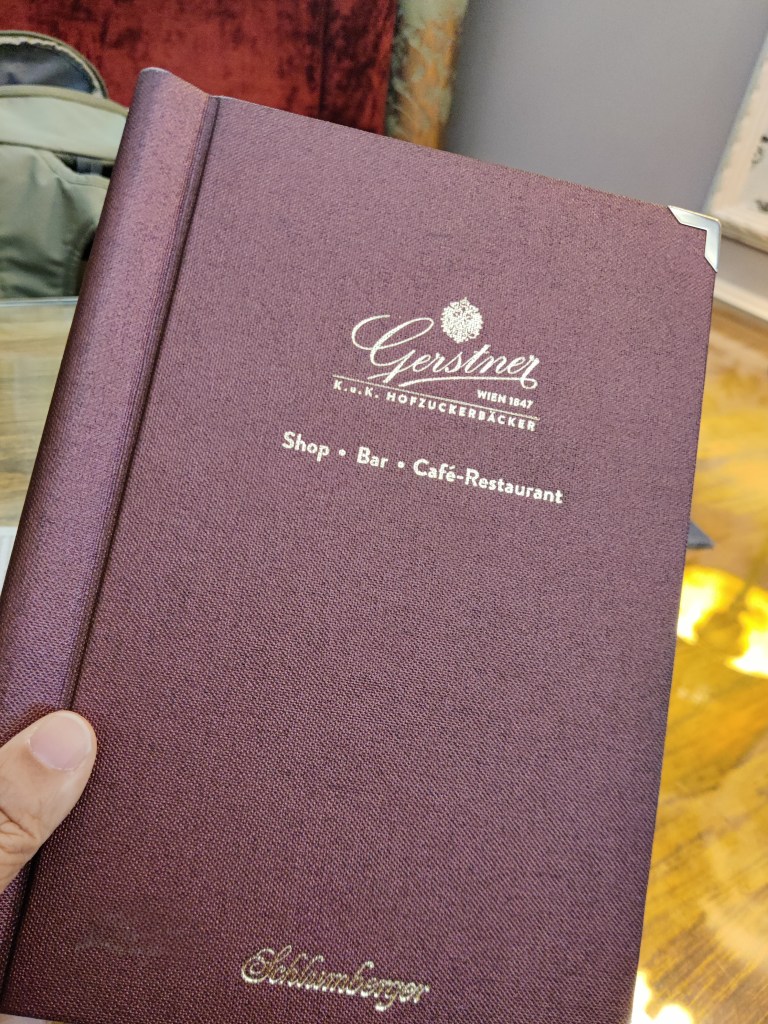 Gerstner
WIEN 1847
K.u.K. HOFZUCKERBÄCKER
Shop • Bar • Café-Restaurant
Schlumberger